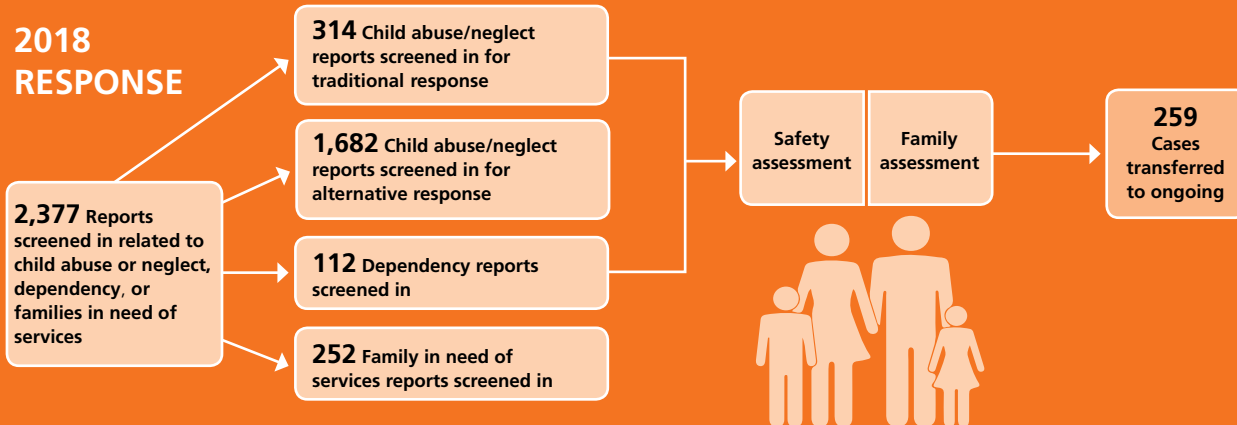 2018
RESPONSE
2,377 Reports
screened in related to
child abuse or neglect,
dependency, or
families in need of
services
314 Child abuse/neglect
reports screened in for
traditional response
1,682 Child abuse/neglect
reports screened in for
alternative response
112 Dependency reports
screened in
252 Family in need of
services reports screened in
Safety
assessment
Family
assessment
259
Cases
transferred
to ongoing